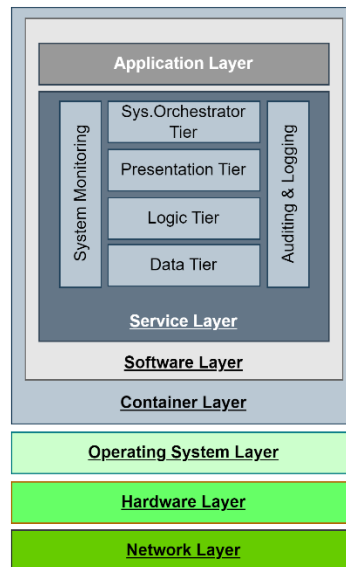 Application Layer
System Monitoring
Sys.Orchestrator
Tier
Presentation Tier
Logic Tier
Data Tier
Auditing & Logging
Service Layer
Software Layer
Container Layer
Operating System Layer
Hardware Layer
Network Layer